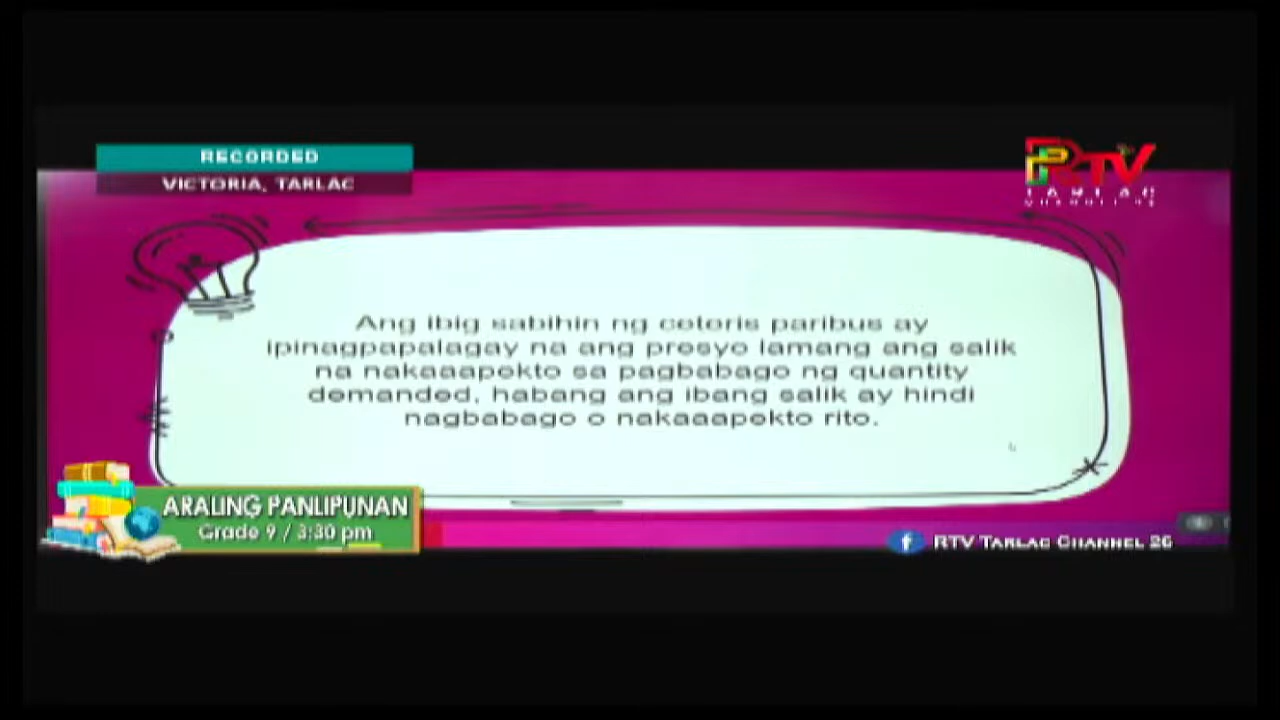 RECORDED
VICTORIA, TARLAC
RTV
TARLAC
Ang ibig sabihin ng ceteris paribus ay
ipinagpapalagay na ang presyo lamang ang salik
na nakaaapekto sa pagbabago ng quantity
demanded, habang ang ibang salik ay hindi
nagbabago o nakaaapekto rito.
ARALING PANLIPUNAN
Grade 9 / 3:30 pm
RTV TARLAC CHANNEL 26